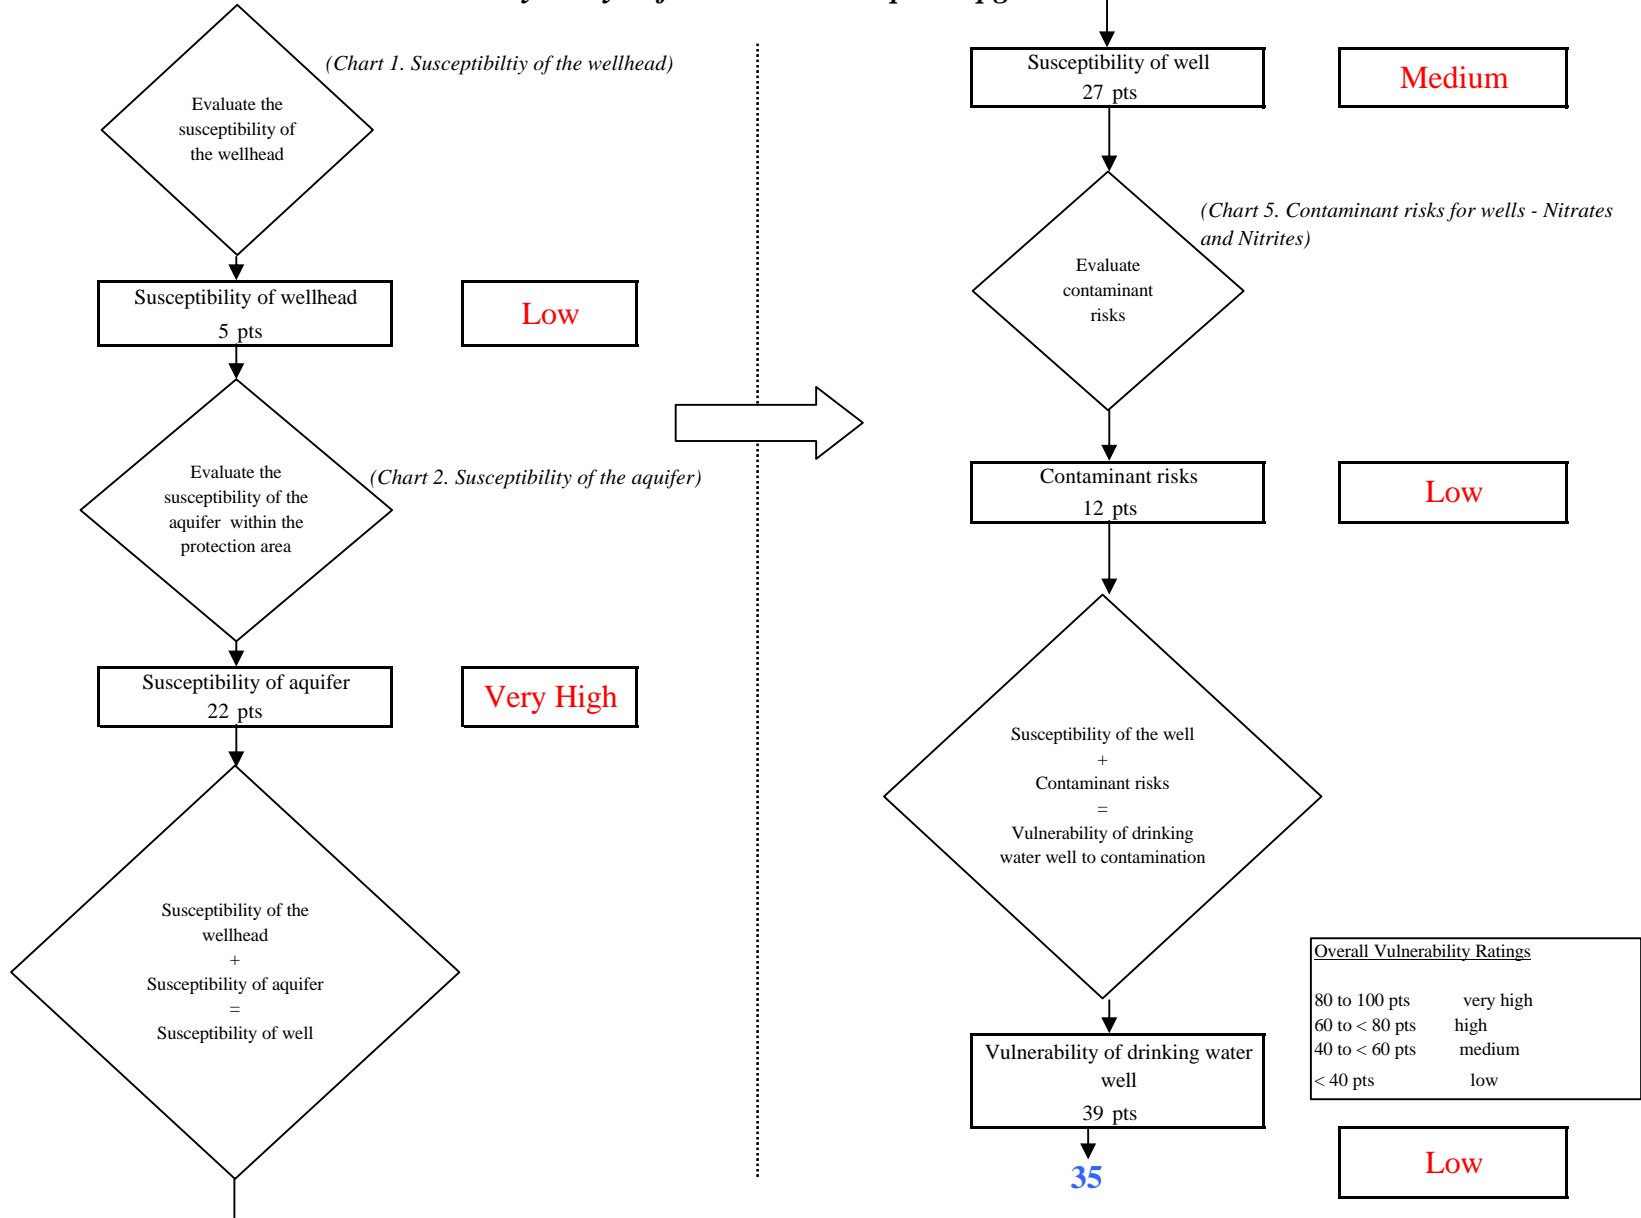 (Chart 1. Susceptibiltiy of the wellhead)
Evaluate the
susceptibility of
the wellhead
Susceptibility of wellhead
5 pts
Low
(Chart 2. Susceptibility of the aquifer)
Evaluate the
susceptibility of the
aquifer within the
protection area
Susceptibility of aquifer
22 pts
Very High
Susceptibility of the
wellhead
+
Susceptibility of aquifer
=
Susceptibility of well
Susceptibility of well
27 pts
Medium
(Chart 5. Contaminant risks for wells - Nitrates
and Nitrites)
Evaluate
contaminant
risks
Contaminant risks
12 pts
Low
Susceptibility of the well
+
Contaminant risks
=
Vulnerability of drinking
water well to contamination
Overall Vulnerability Ratings
80 to 100 pts very high
60 to < 80 pts high
40 to < 60 pts medium
< 40 pts low
Vulnerability of drinking water
well
39 pts
Low
35